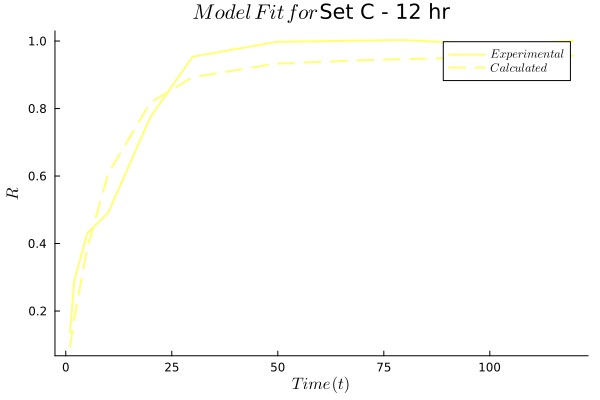 Model Fit for Set C - 12 hr
1.0
Experimental
Calculated
0.8
0.6
R
0.4
0.2
0 25 50 75 100
Time(t)